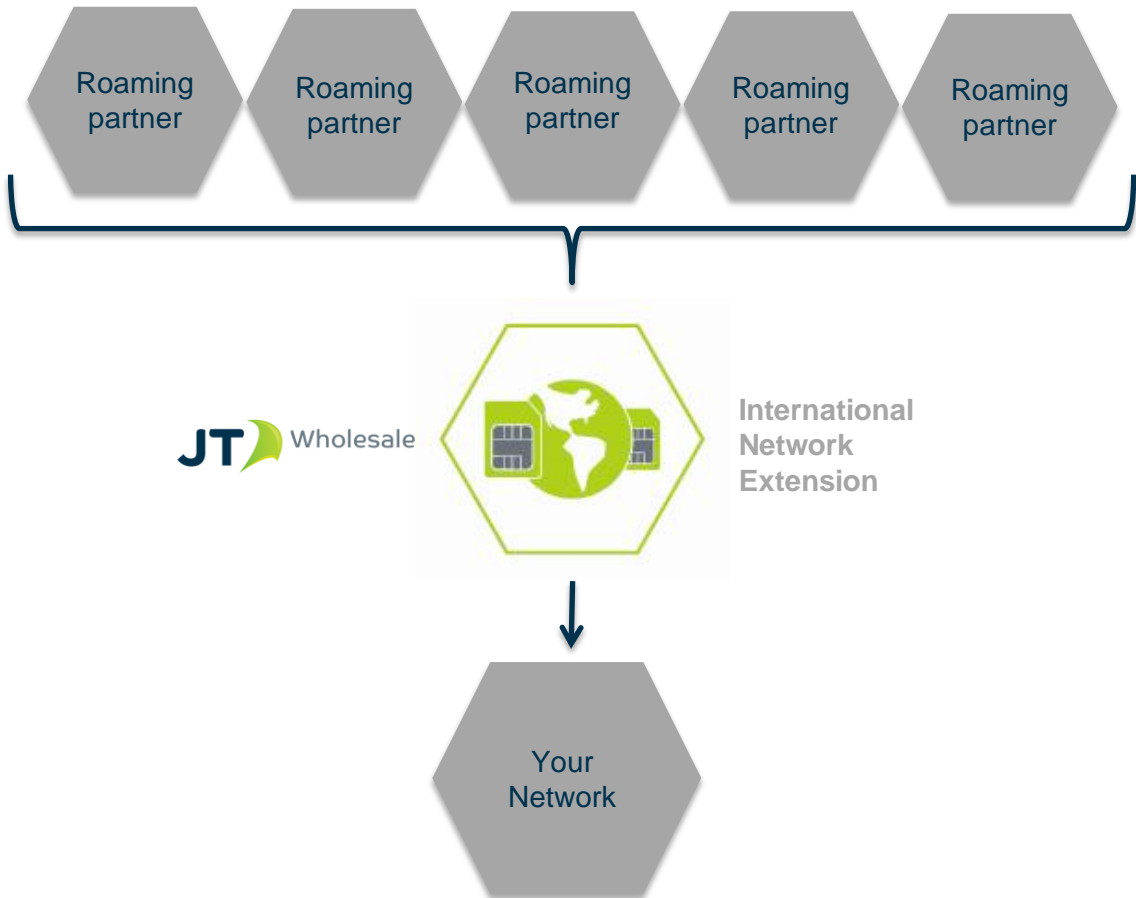 Roaming
partner
Roaming
partner
Roaming
partner
Roaming
partner
Roaming
partner
JT Wholesale
International
Network
Extension
Your
Network